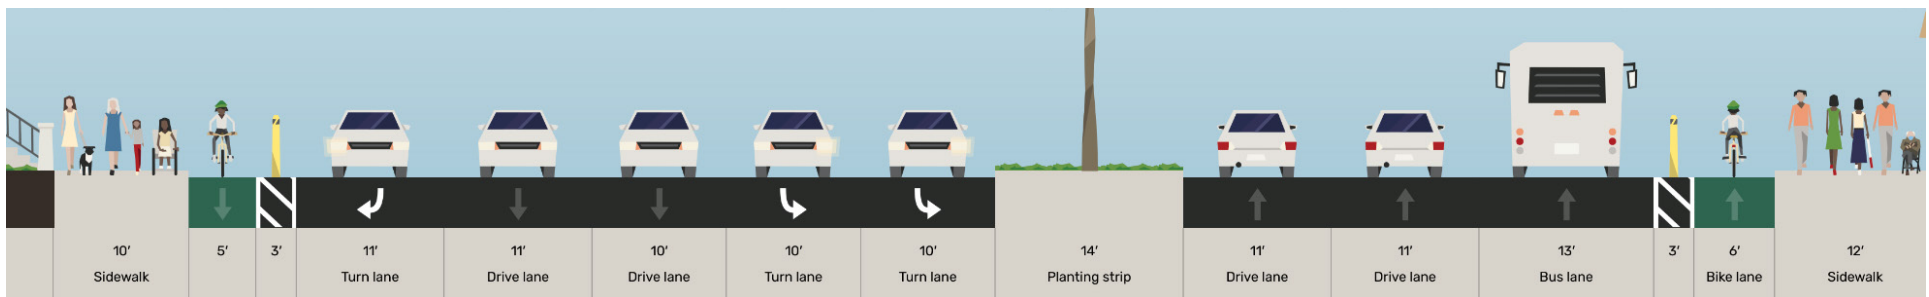 10′ 5′ 3′ 11′ 11′ 10′ 10′ 10′ 14′ 11′ 11′ 13′ 3′ 6′ 12′
Sidewalk Turn lane Drive lane Drive lane Turn lane Turn lane Planting strip Drive lane Drive lane Bus lane Bike lane Sidewalk